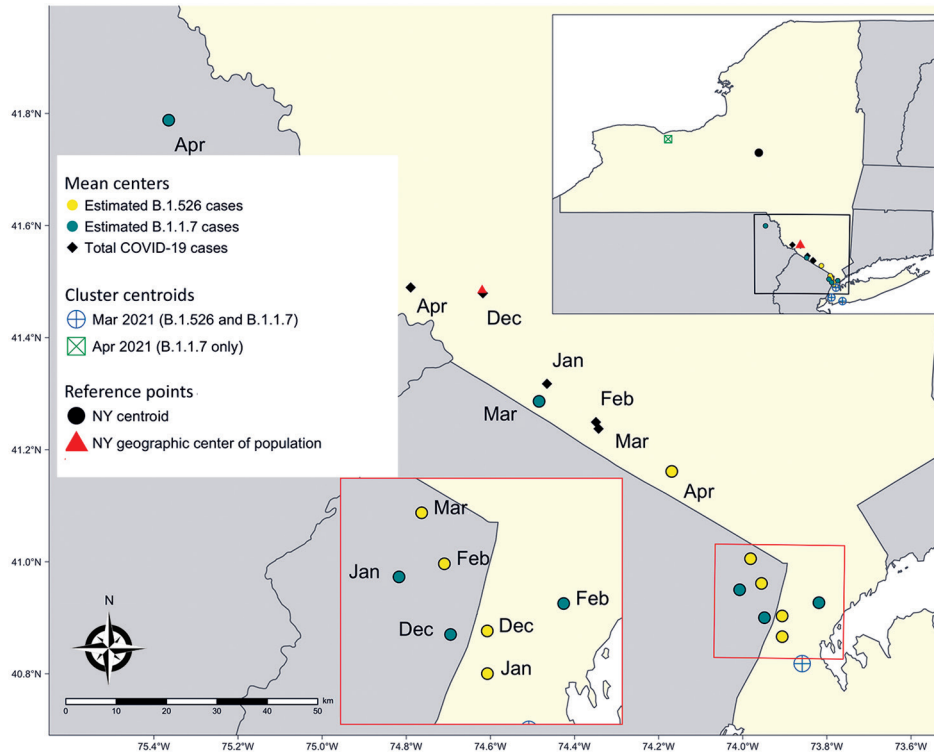 41.8°N
Apr
Mean centers
Estimated B.1.526 cases
Estimated B.1.1.7 cases
Total COVID-19 cases
Cluster centroids
Mar 2021 (B.1.526 and B.1.1.7)
Apr 2021 (B.1.1.7 only)
Reference points
NY centroid
NY geographic center of population
41.6°N
41.4°N
Apr
Dec
Jan
Mar
Feb
Mar
41.2°N
Apr
Mar
Feb
Jan
Feb
Dec
Dec
Jan
41.0°N
40.8°N
N
km
0 10 20 30 40 50
75.4°W 75.2°W 75.0°W 74.8°W 74.6°W 74.4°W 74.2°W 74.0°W 73.8°W 73.6°W